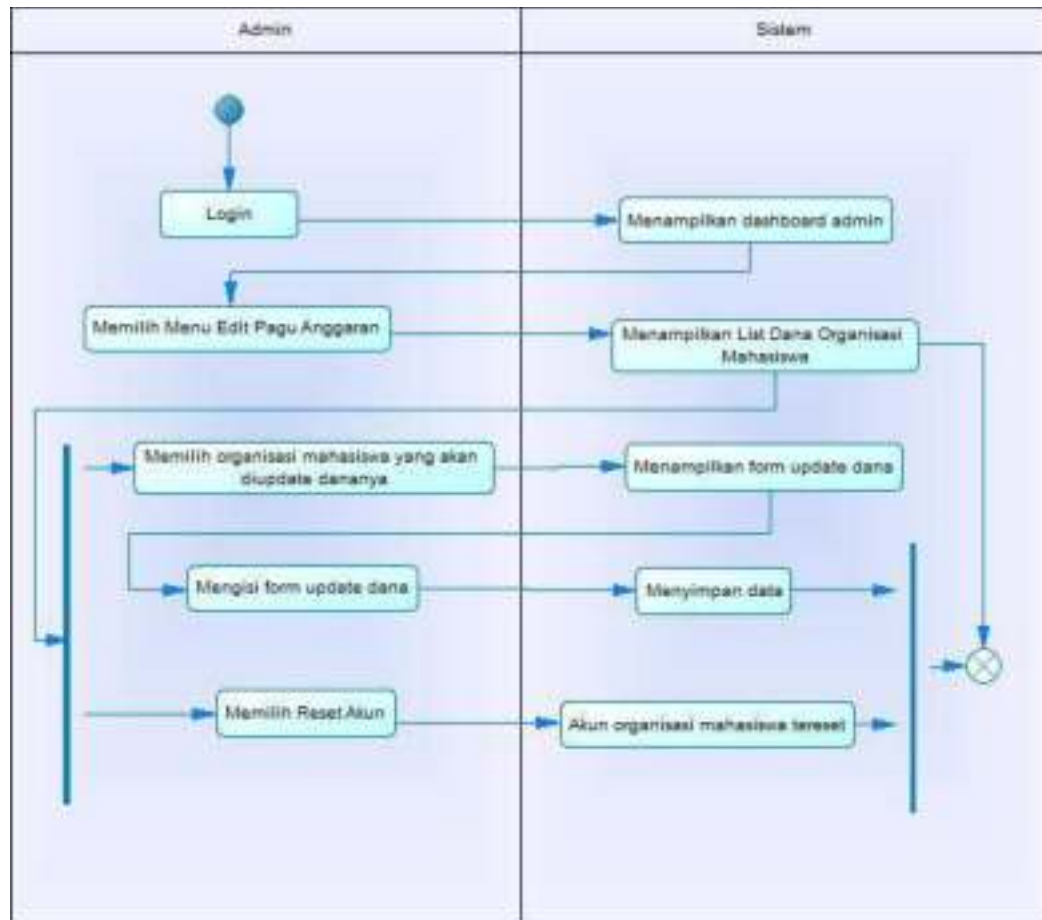 Admin
Sistem
Login
Menampilkan dashboard admin
Memilih Menu Edit Pagu Anggaran
Menampilkan List Dana Organisasi
Mahasiswa
Memilih organisasi mahasiswa yang akan
diupdate dananya
Menampilkan form update dana
Mengisi form update dana
Menyimpan data
Memilih Reset Akun
Akun organisasi mahasiswa tereset